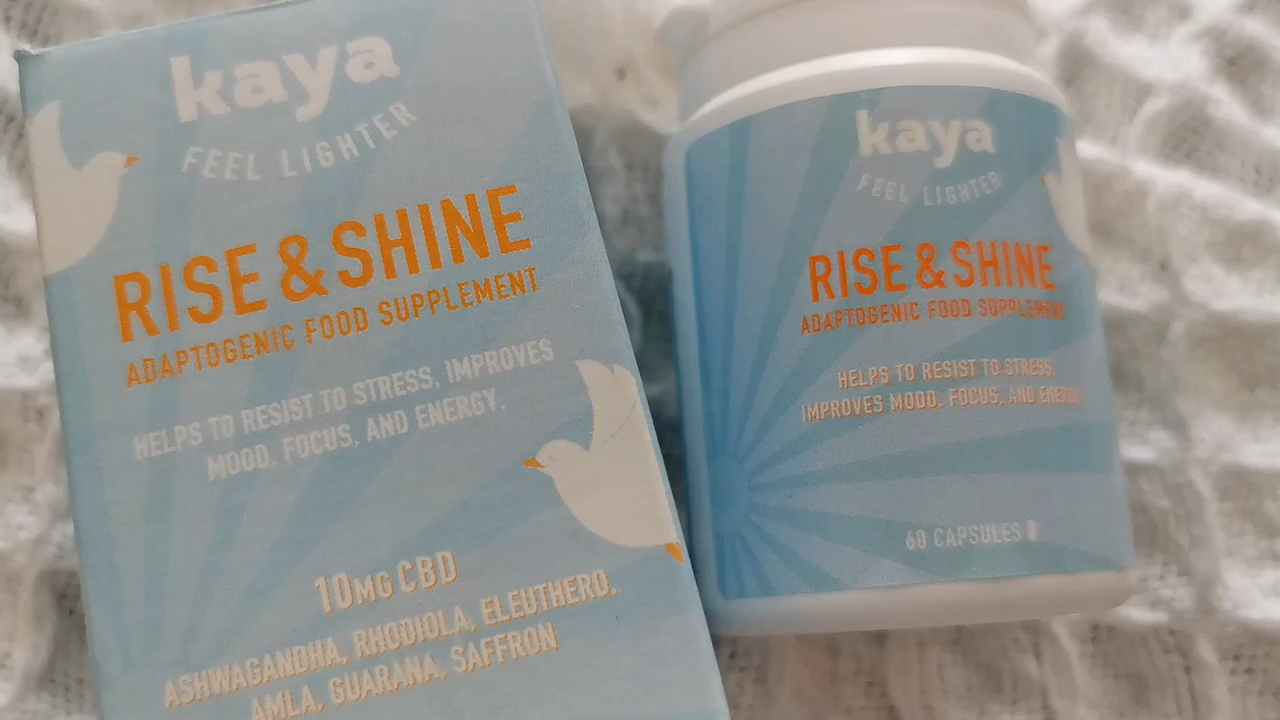 kaya
FEEL LIGHTER
RISE & SHINE
ADAPTOGENIC FOOD SUPPLEMENT
HELPS TO RESIST TO STRESS, IMPROVES
MOOD, FOCUS, AND ENERGY.
10MG CBD
ASHWAGANDHA, RHODIOLA, ELEUTHERO,
AMLA, GUARANA, SAFFRON
kaya
FEEL LIGHTER
RISE & SHINE
ADAPTOGENIC FOOD SUPPLEMENT
HELPS TO RESIST TO STRESS,
IMPROVES MOOD, FOCUS, AND ENERGY
60 CAPSULES